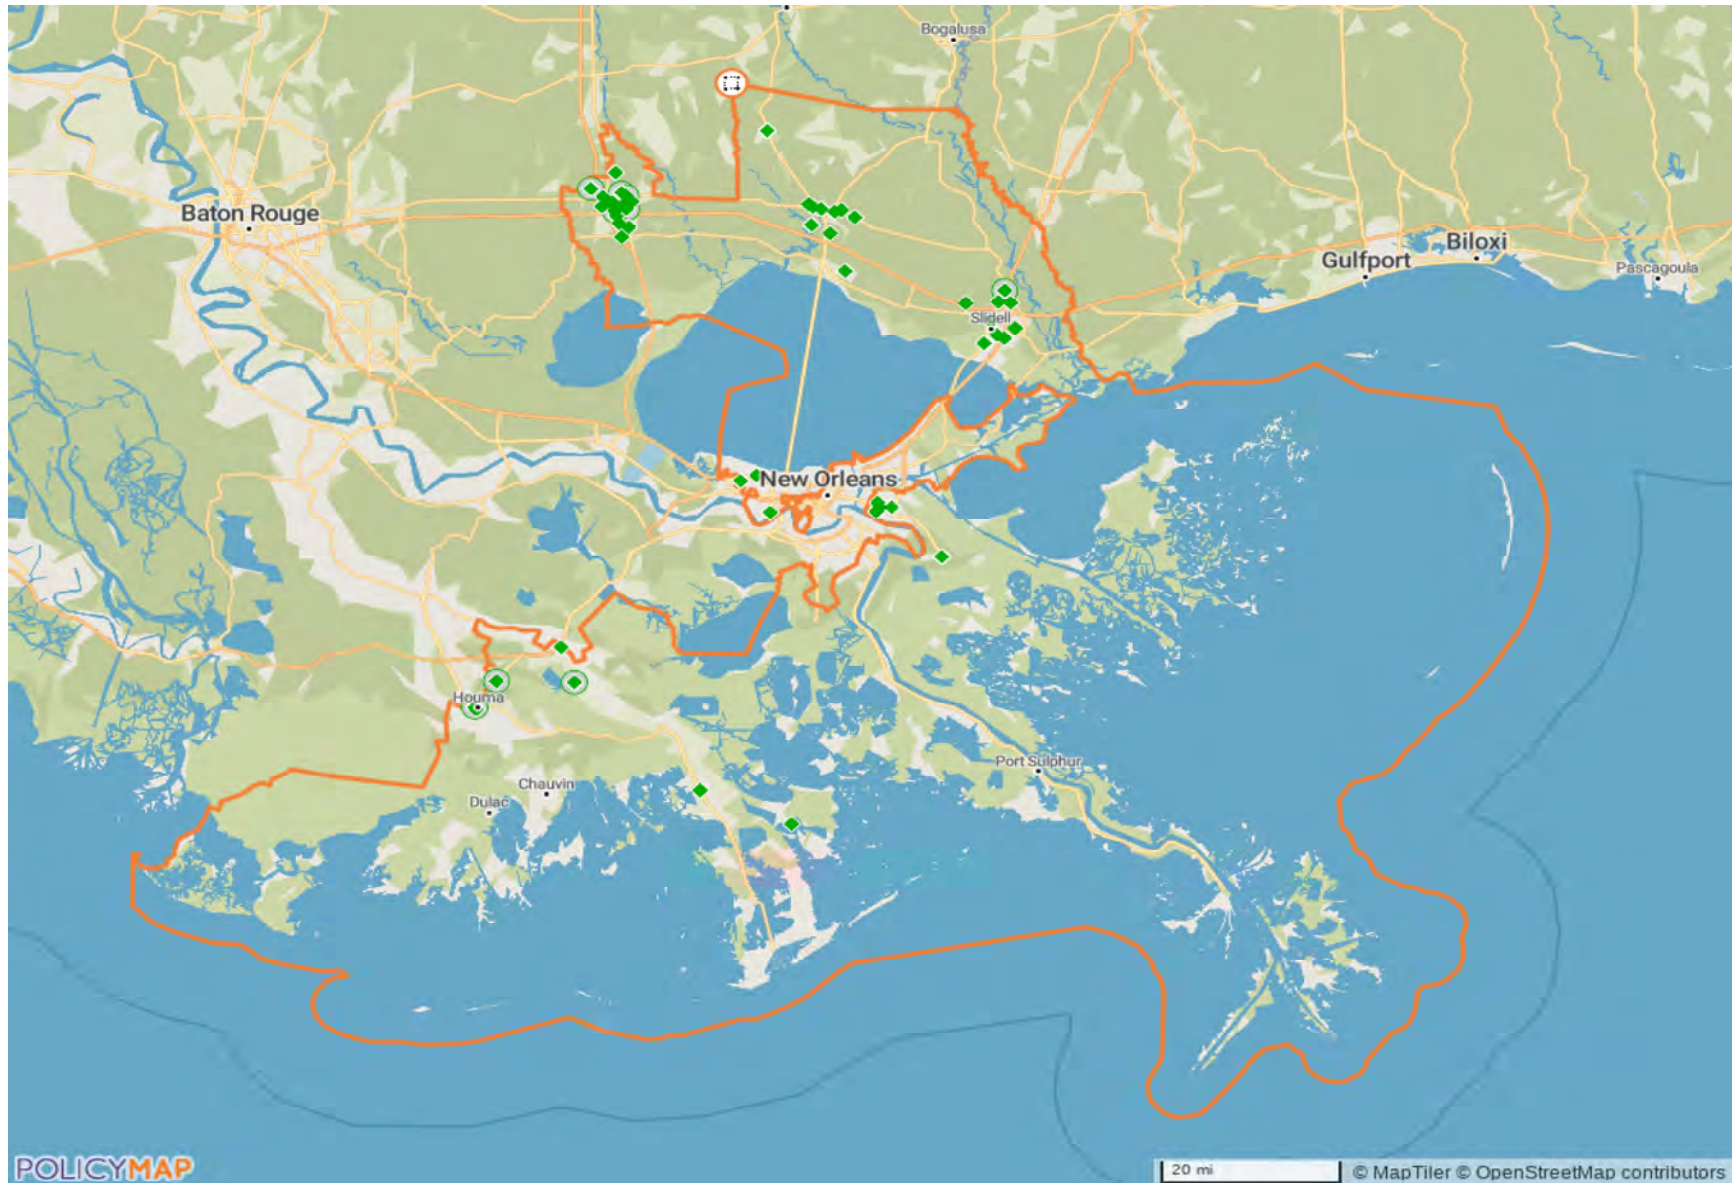 Bogalusa
Baton Rouge
Biloxi
Gulfport
Pascagoula
Slidell
New Orleans
Houma
Port Sulphur
Chauvin
Dulac
POLICYMAP
20 mi
© MapTiler © OpenStreetMap contributors